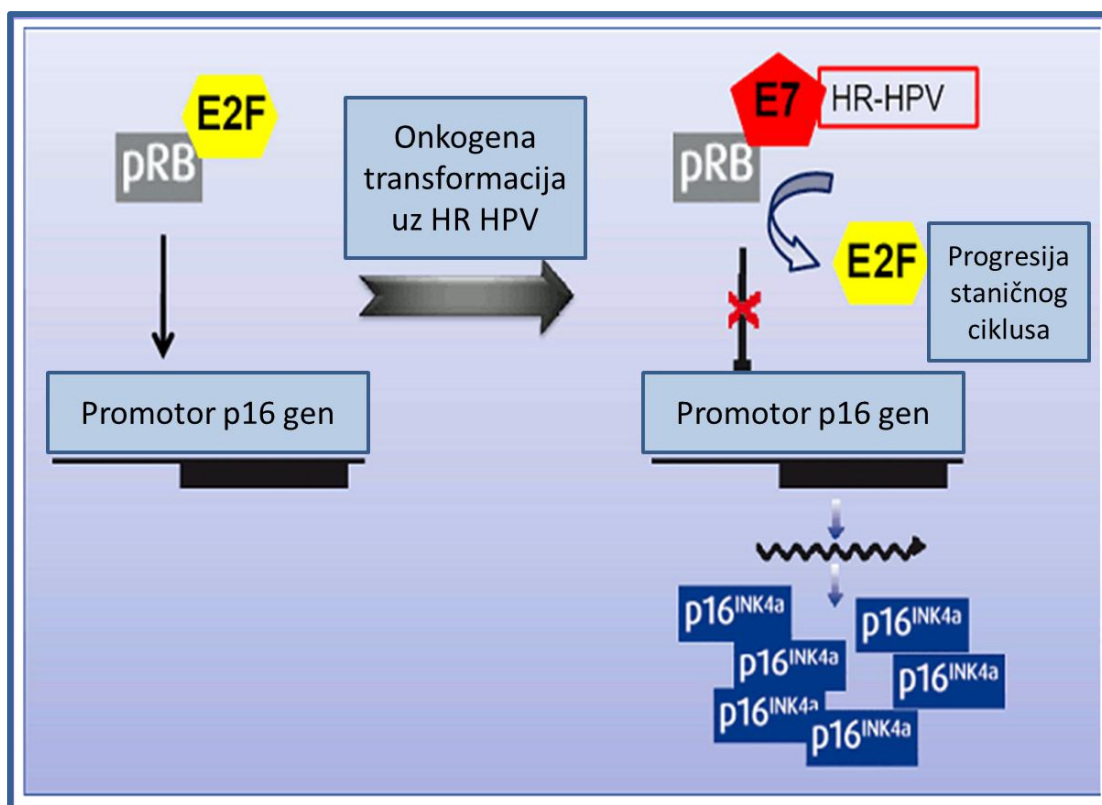 E2F
pRB
Onkogena
transformacija
uz HR HPV
E7
HR-HPV
pRB
E2F
Progresija
staničnog
ciklusa
Promotor p16 gen
Promotor p16 gen
p16INK4a
p16INK4a
p16INK4a
p16INK4a
p16INK4a
p16INK4a